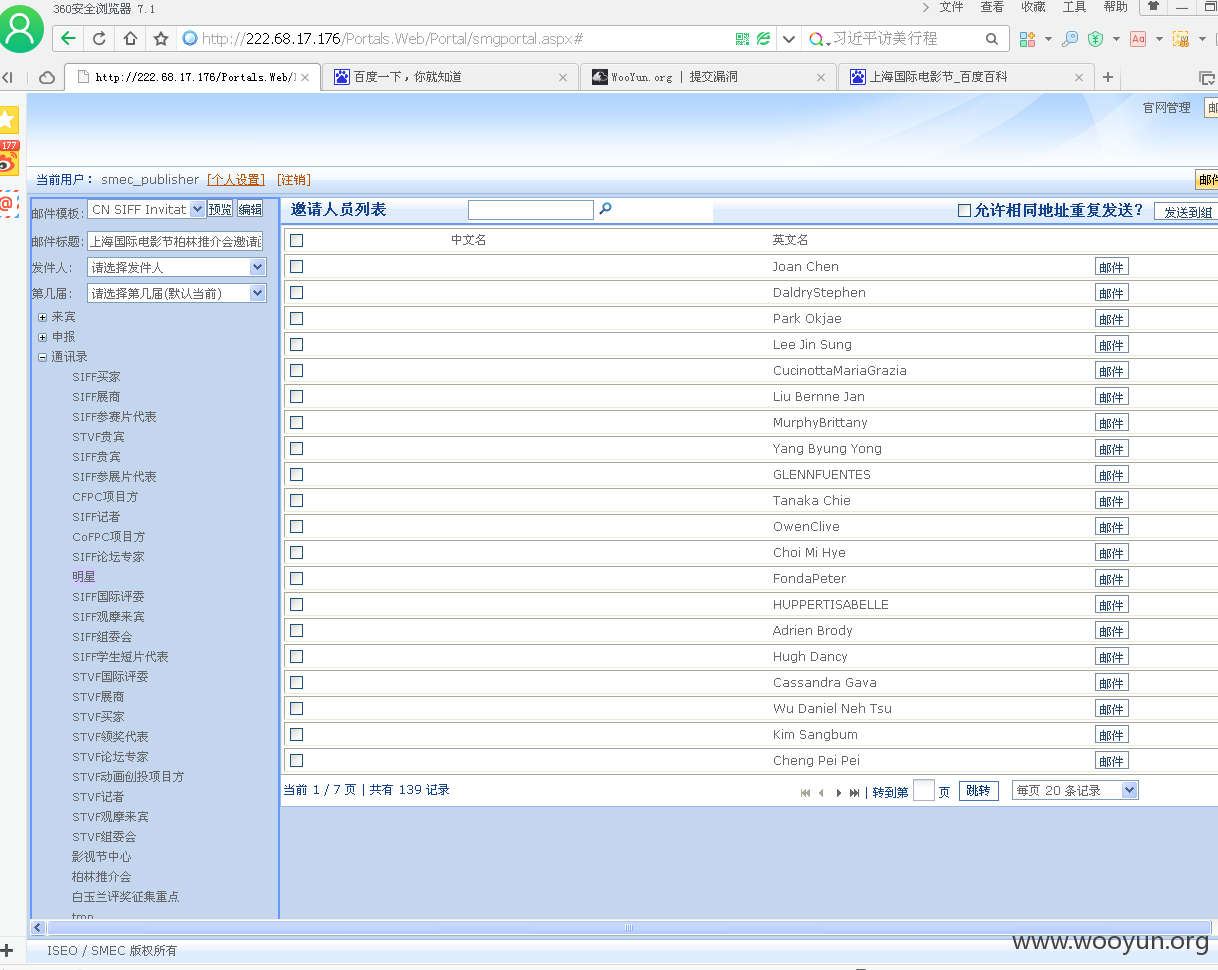 360安全浏览器 7.1
文件 查看 收藏 工具 帮助
http://222.68.17.176/Portals.Web/Portal/smgportal.aspx#
习近平访美行程
http://222.68.17.176/Portals.Web/I
百度一下，你就知道
WooYun.org | 提交漏洞
上海国际电影节_百度百科
官网管理 邮
177
当前用户： smec_publisher [个人设置] [注销] 邮件
邮件模板: CN SIFF Invitat 预览 编辑
邮件标题: 上海国际电影节柏林推介会邀请函
发件人: 请选择发件人
第几届: 请选择第几届(默认当前)
来宾
申报
通讯录
SIFF买家
SIFF展商
SIFF参赛片代表
STVF贵宾
SIFF贵宾
SIFF参展片代表
CFPC项目方
SIFF记者
CoFPC项目方
SIFF论坛专家
明星
SIFF国际评委
SIFF观摩来宾
SIFF组委会
SIFF学生短片代表
STVF国际评委
STVF展商
STVF买家
STVF颁奖代表
STVF论坛专家
STVF动画创投项目方
STVF记者
STVF观摩来宾
STVF组委会
影视节中心
柏林推介会
白玉兰评奖征集重点
tmp
邀请人员列表 允许相同地址重复发送? 发送到组
中文名 英文名
Joan Chen 邮件
DaldryStephen 邮件
Park Okjae 邮件
Lee Jin Sung 邮件
CucinottaMariaGrazia 邮件
Liu Bernne Jan 邮件
MurphyBrittany 邮件
Yang Byung Yong 邮件
GLENNFUENTES 邮件
Tanaka Chie 邮件
OwenClive 邮件
Choi Mi Hye 邮件
FondaPeter 邮件
HUPPERTISABELLE 邮件
Adrien Brody 邮件
Hugh Dancy 邮件
Cassandra Gava 邮件
Wu Daniel Neh Tsu 邮件
Kim Sangbum 邮件
Cheng Pei Pei 邮件
当前 1 / 7 页 | 共有 139 记录 | 转到第 页 跳转 每页 20 条记录
ISEO / SMEC 版权所有
www.wooyun.org